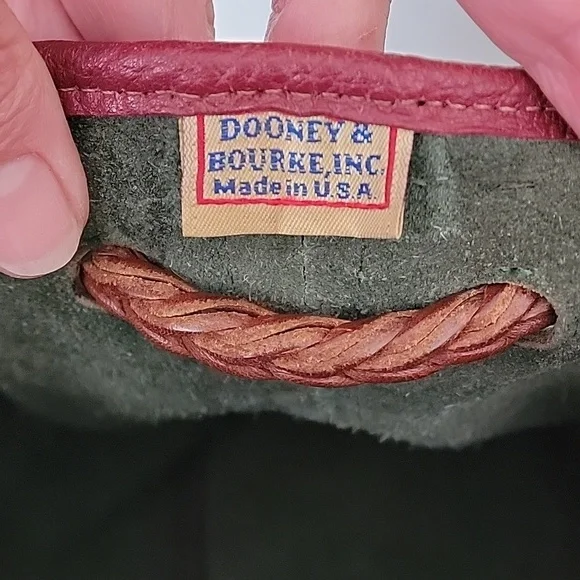 DOONEY &
BOURKE, INC.
Made in U.S.A.